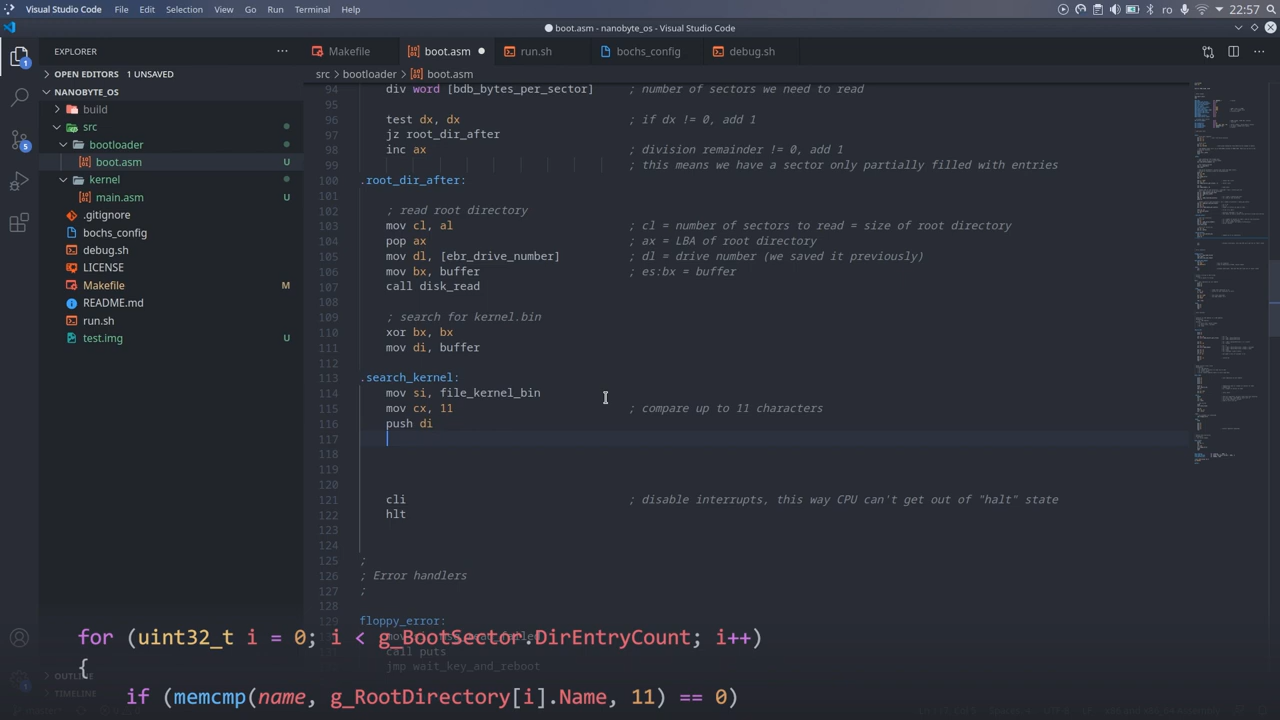 Visual Studio Code File Edit Selection View Go Run Terminal Help ro 22:57
● boot.asm - nanobyte_os - Visual Studio Code
EXPLORER ···
Makefile boot.asm ● run.sh bochs_config debug.sh ···
OPEN EDITORS 1 UNSAVED
src > bootloader > boot.asm
NANOBYTE_OS
build
src
bootloader
boot.asm U
kernel
main.asm
.gitignore
bochs_config
debug.sh
LICENSE
Makefile M
README.md
run.sh
test.img U
OUTLINE
TIMELINE
1
5
1
94 div word [bdb_bytes_per_sector] ; number of sectors we need to read
95
96 test dx, dx ; if dx != 0, add 1
97 jz root_dir_after
98 inc ax ; division remainder != 0, add 1
99 ; this means we have a sector only partially filled with entries
100 .root_dir_after:
101
102 ; read root directory
103 mov cl, al ; cl = number of sectors to read = size of root directory
104 pop ax ; ax = LBA of root directory
105 mov dl, [ebr_drive_number] ; dl = drive number (we saved it previously)
106 mov bx, buffer ; es:bx = buffer
107 call disk_read
108
109 ; search for kernel.bin
110 xor bx, bx
111 mov di, buffer
112
113 .search_kernel:
114 mov si, file_kernel_bin
115 mov cx, 11 ; compare up to 11 characters
116 push di
117
118
119
120
121 cli ; disable interrupts, this way CPU can't get out of "halt" state
122 hlt
123
124
125 ;
126 ; Error handlers
127 ;
128
129 floppy_error:
call puts
jmp wait_key_and_reboot
for (uint32_t i = 0; i < g_BootSector.DirEntryCount; i++)
{
if (memcmp(name, g_RootDirectory[i].Name, 11) == 0)